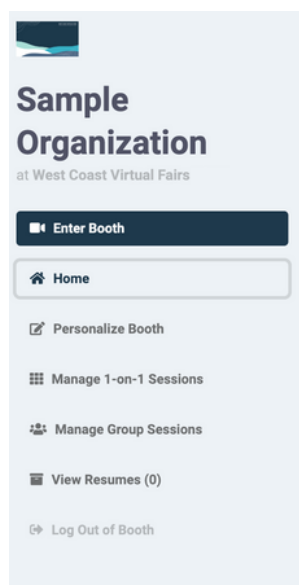 Sample
Organization
at West Coast Virtual Fairs
Enter Booth
Home
Personalize Booth
Manage 1-on-1 Sessions
Manage Group Sessions
View Resumes (0)
Log Out of Booth